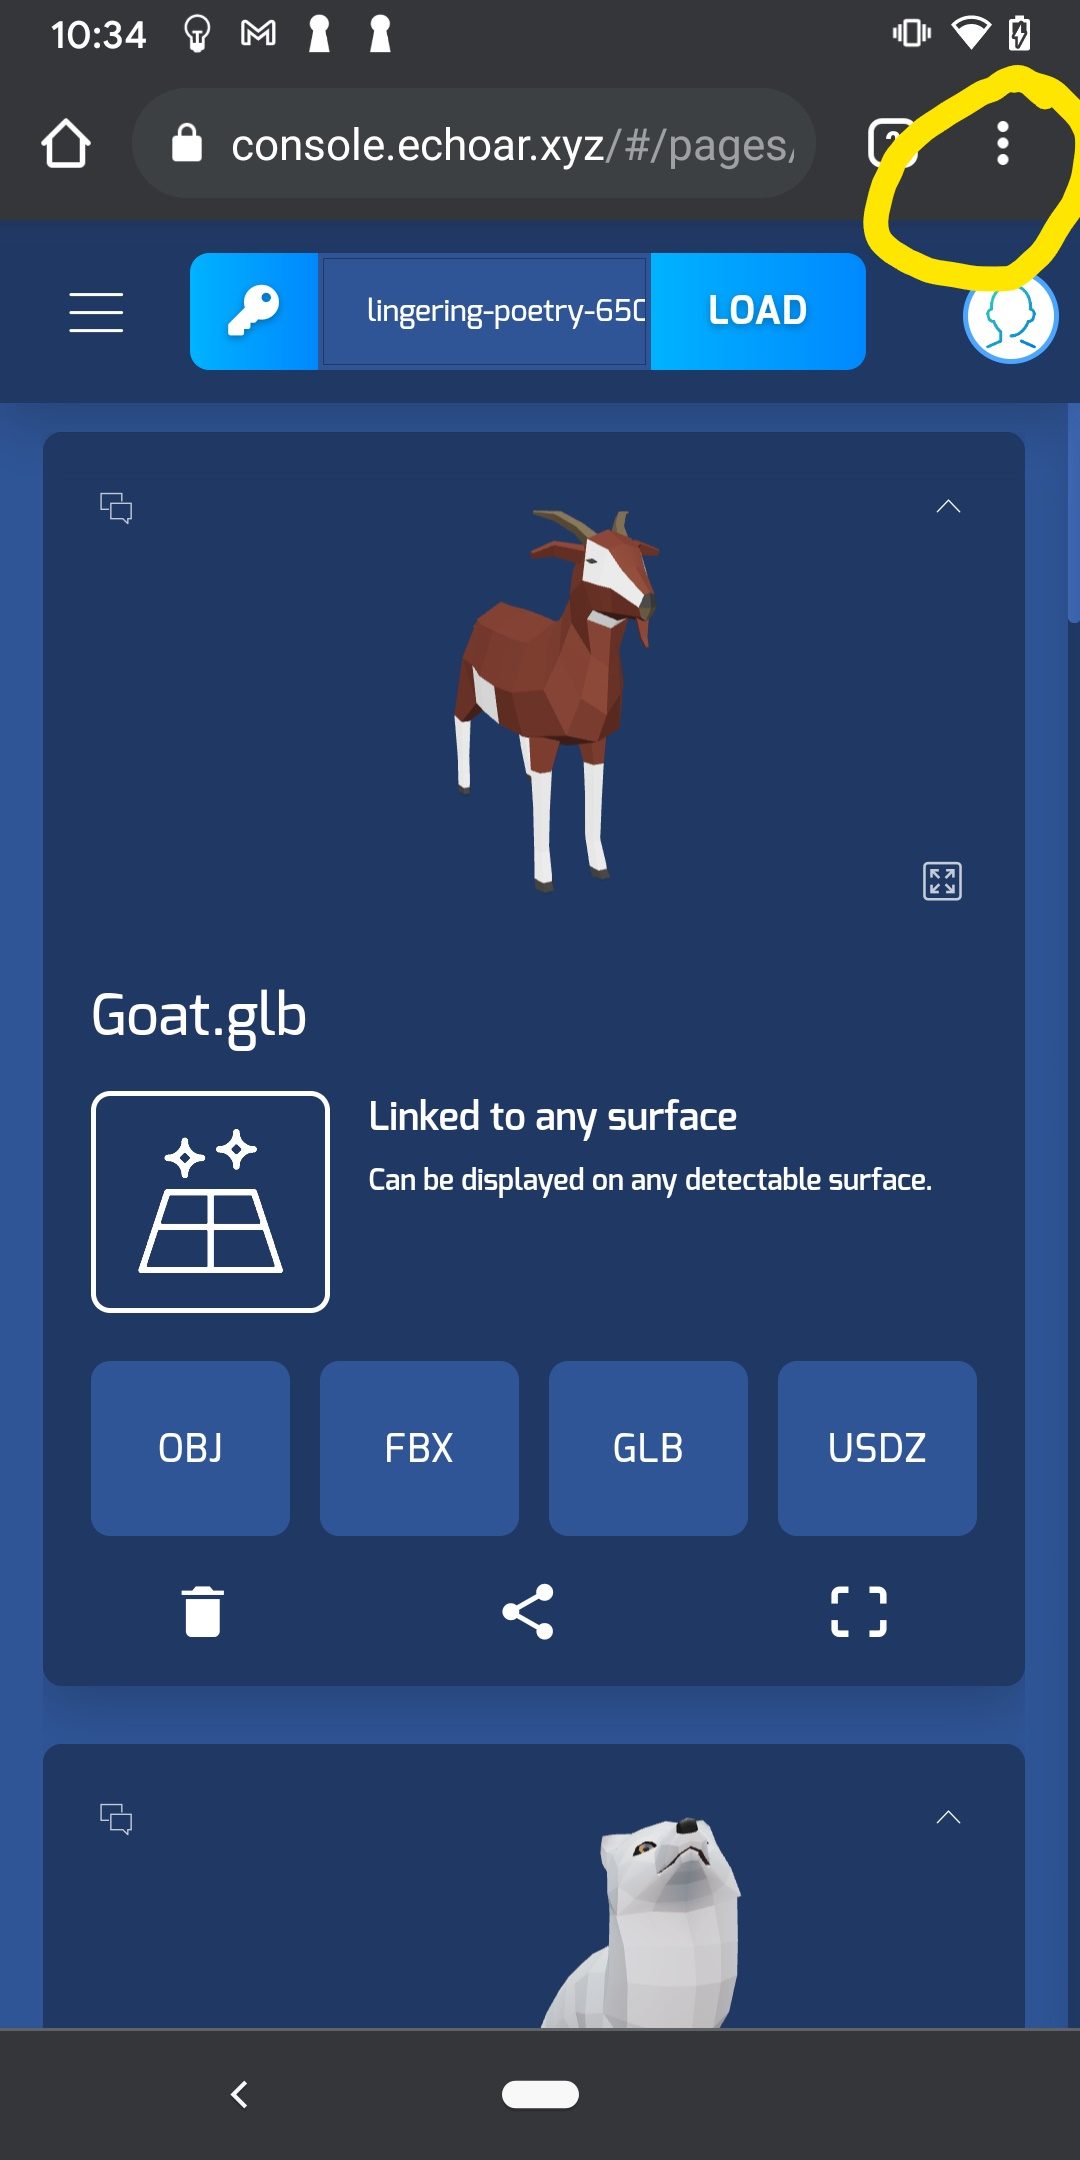 10:34
console.echoar.xyz/#/pages/
lingering-poetry-650
LOAD
Goat.glb
Linked to any surface
Can be displayed on any detectable surface.
OBJ FBX GLB USDZ